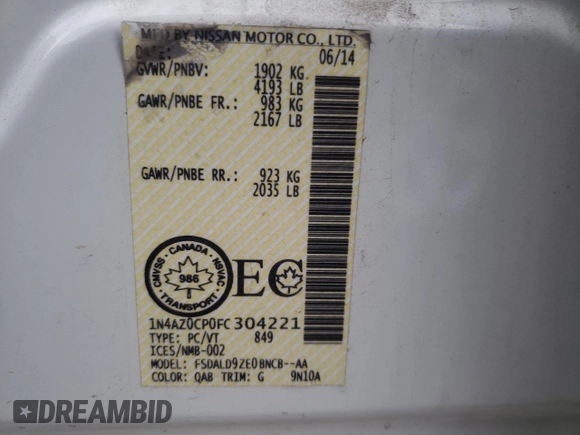 MFD BY NISSAN MOTOR CO., LTD.
DATE: 06/14
GVWR/PNBV: 1902 KG
4193 LB
GAWR/PNBE FR.: 983 KG
2167 LB
GAWR/PNBE RR.: 923 KG
2035 LB
CANADA
CMVSS NSVAC
986
TRANSPORT
EC
1N4AZ0CP0FC304221
TYPE: PC/VT 849
ICES/NMB-002
MODEL: FSDALD9ZE0BNCB--AA
COLOR: QAB TRIM: G 9N10A
DREAMBID